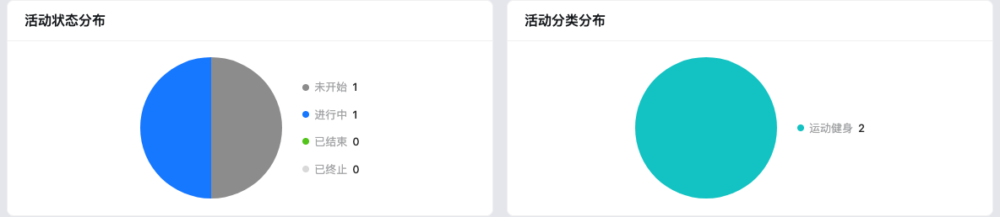 活动状态分布
未开始 1
进行中 1
已结束 0
已终止 0
活动分类分布
运动健身 2